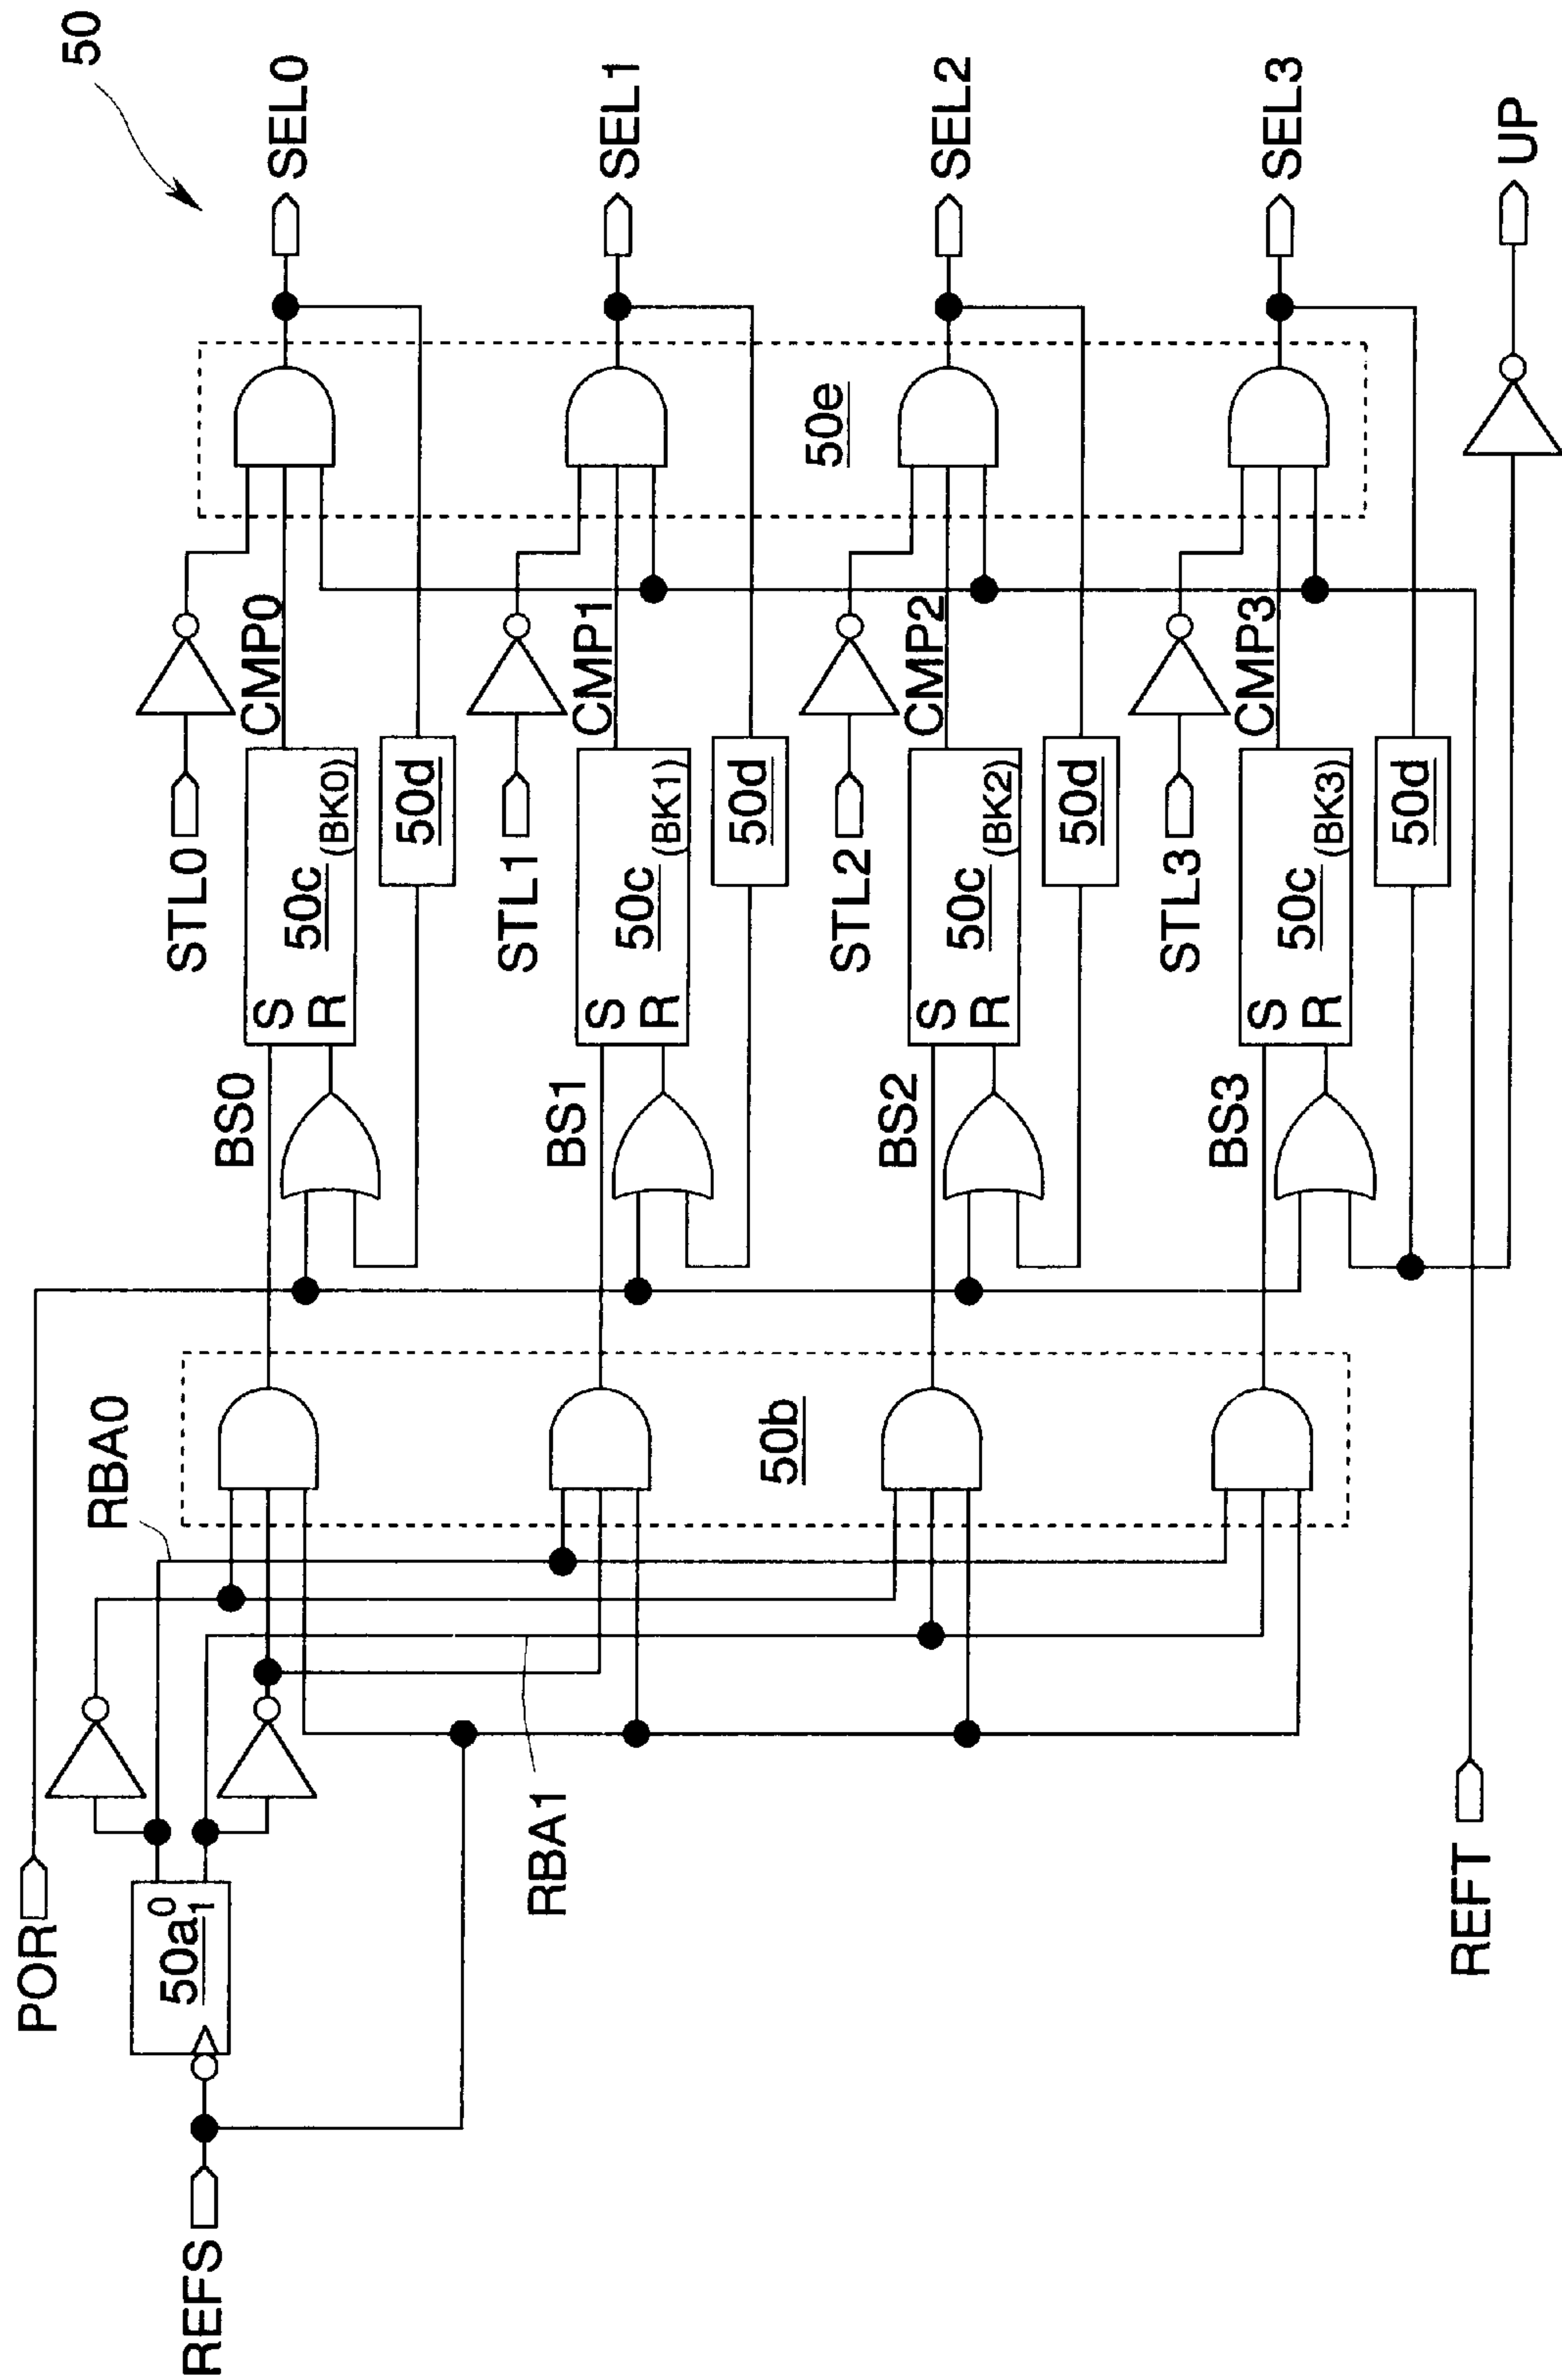 50
POR
REFS
50a
0
1
RBA0
RBA1
50b
BS0
S
R
50c
(BK0)
50d
STL0
CMP0
SEL0
BS1
S
R
50c
(BK1)
50d
STL1
CMP1
SEL1
50e
BS2
S
R
50c
(BK2)
50d
STL2
CMP2
SEL2
BS3
S
R
50c
(BK3)
50d
STL3
CMP3
SEL3
REFT
UP